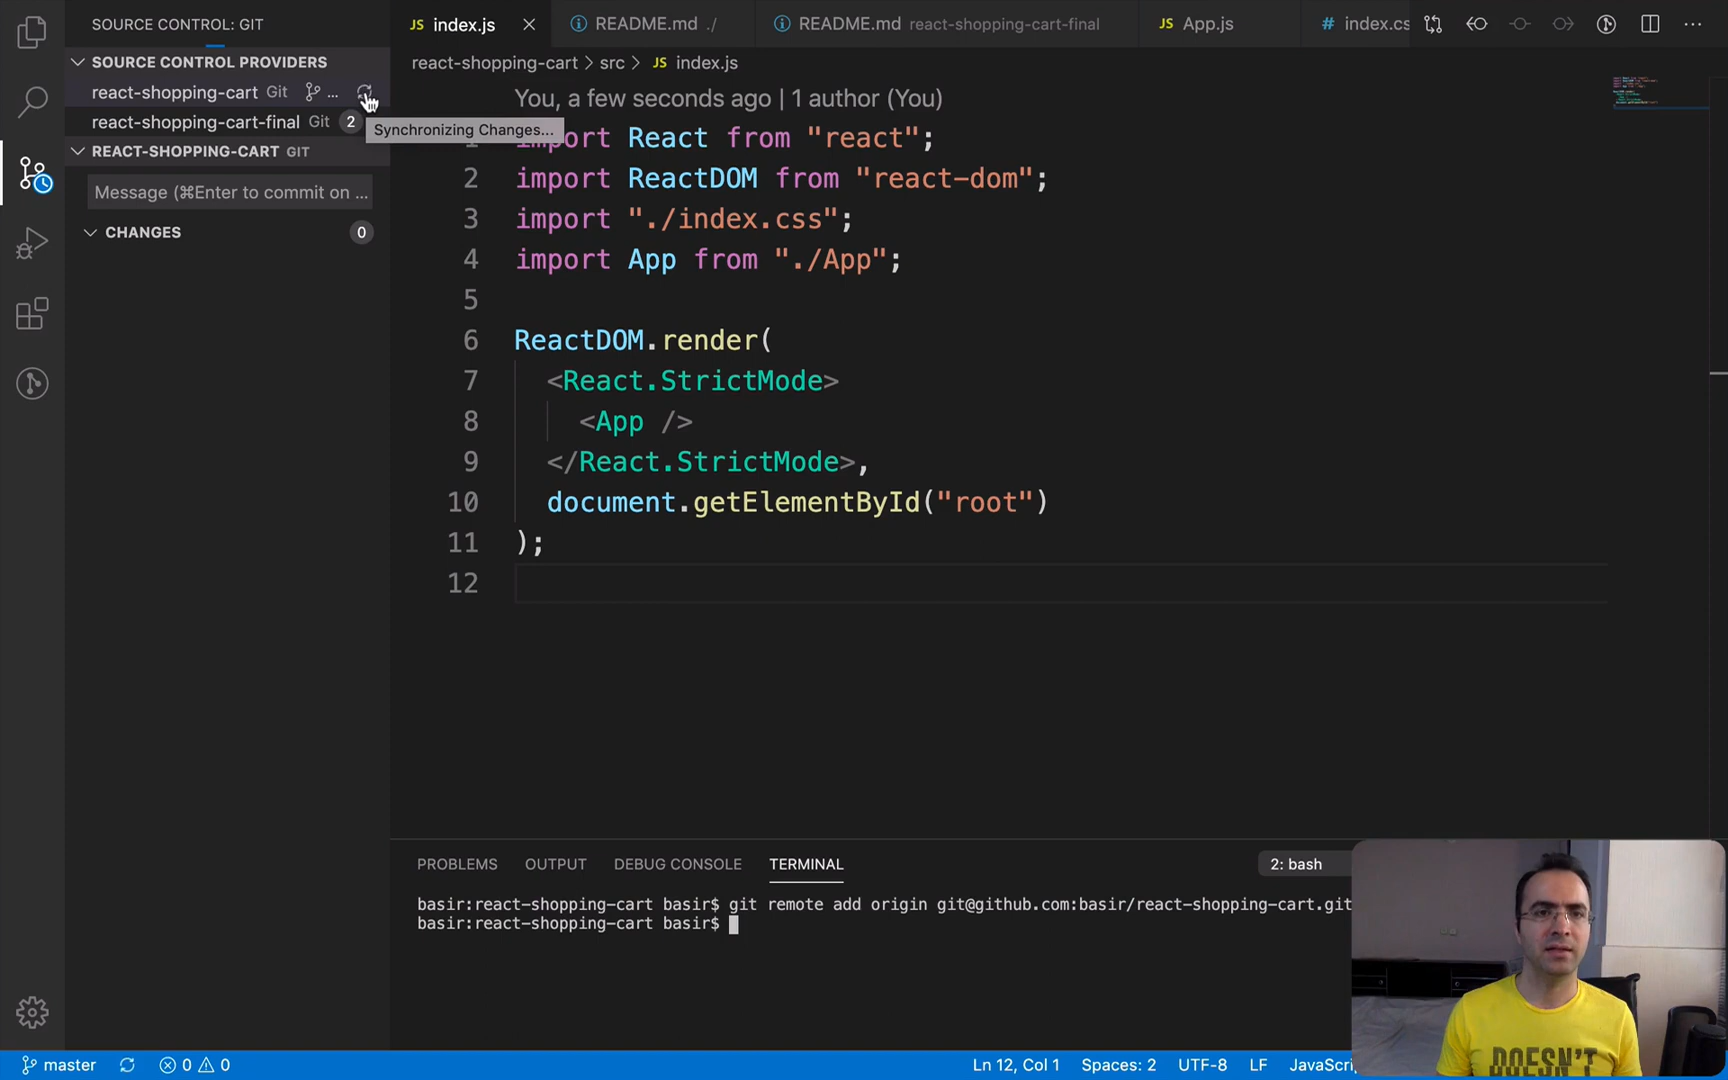 SOURCE CONTROL: GIT
JS index.js
README.md ./
README.md react-shopping-cart-final
JS App.js
# index.cs
SOURCE CONTROL PROVIDERS
react-shopping-cart Git ...
react-shopping-cart-final Git 2
Synchronizing Changes...
REACT-SHOPPING-CART GIT
Message (⌘Enter to commit on ...
CHANGES 0
react-shopping-cart > src > JS index.js
You, a few seconds ago | 1 author (You)
1 import React from "react";
2 import ReactDOM from "react-dom";
3 import "./index.css";
4 import App from "./App";
5
6 ReactDOM.render(
7 <React.StrictMode>
8 <App />
9 </React.StrictMode>,
10 document.getElementById("root")
11 );
12
PROBLEMS OUTPUT DEBUG CONSOLE TERMINAL 2: bash
basir:react-shopping-cart basir$ git remote add origin git@github.com:basir/react-shopping-cart.git
basir:react-shopping-cart basir$
DOESN'T
master 0 0 Ln 12, Col 1 Spaces: 2 UTF-8 LF JavaScri